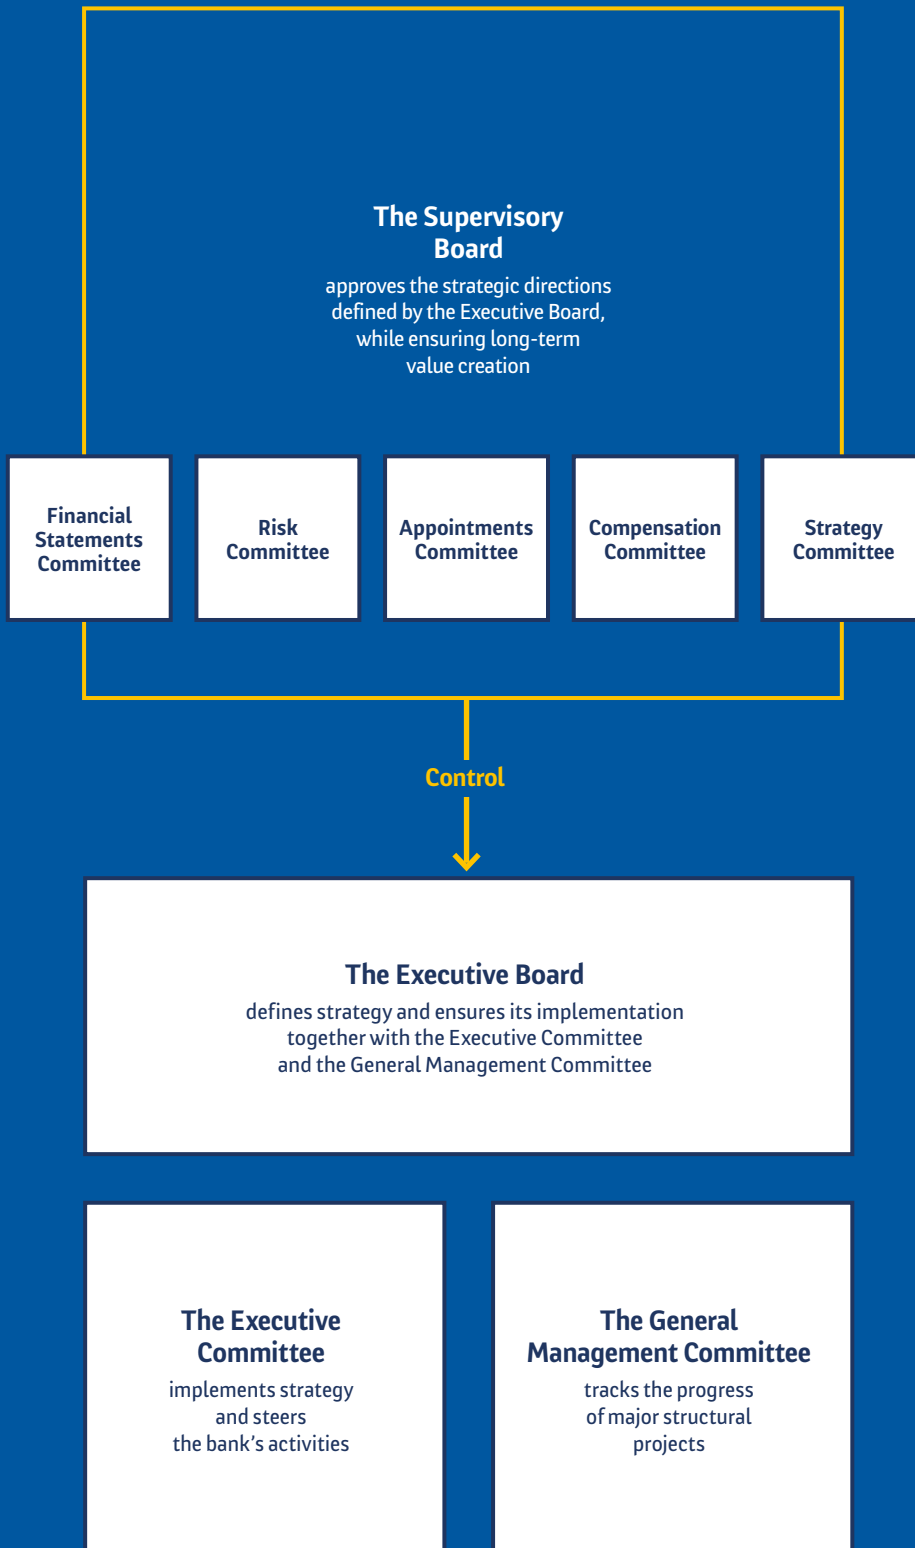 The Supervisory
Board
approves the strategic directions
defined by the Executive Board,
while ensuring long-term
value creation
Financial
Statements
Committee
Risk
Committee
Appointments
Committee
Compensation
Committee
Strategy
Committee
Control
The Executive Board
defines strategy and ensures its implementation
together with the Executive Committee
and the General Management Committee
The Executive
Committee
implements strategy
and steers
the bank’s activities
The General
Management Committee
tracks the progress
of major structural
projects